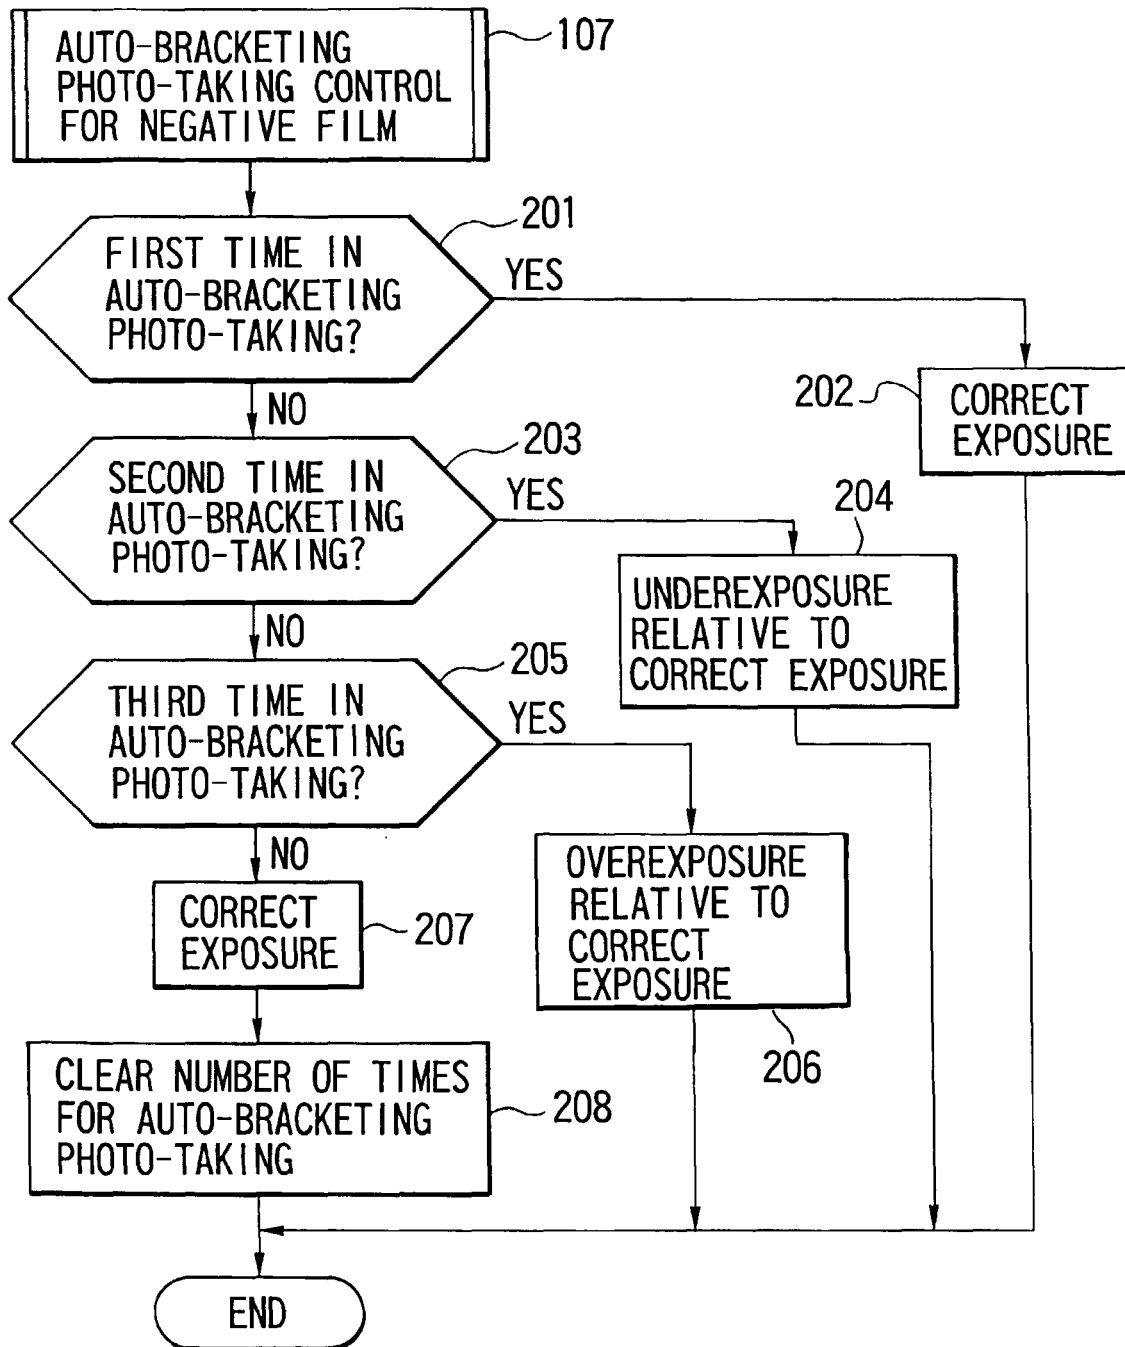 AUTO-BRACKETING
PHOTO-TAKING CONTROL
FOR NEGATIVE FILM
107
FIRST TIME IN
AUTO-BRACKETING
PHOTO-TAKING?
201
YES
NO
202
CORRECT
EXPOSURE
SECOND TIME IN
AUTO-BRACKETING
PHOTO-TAKING?
203
YES
NO
204
UNDEREXPOSURE
RELATIVE TO
CORRECT EXPOSURE
THIRD TIME IN
AUTO-BRACKETING
PHOTO-TAKING?
205
YES
NO
OVEREXPOSURE
RELATIVE TO
CORRECT
EXPOSURE
206
CORRECT
EXPOSURE
207
CLEAR NUMBER OF TIMES
FOR AUTO-BRACKETING
PHOTO-TAKING
208
END